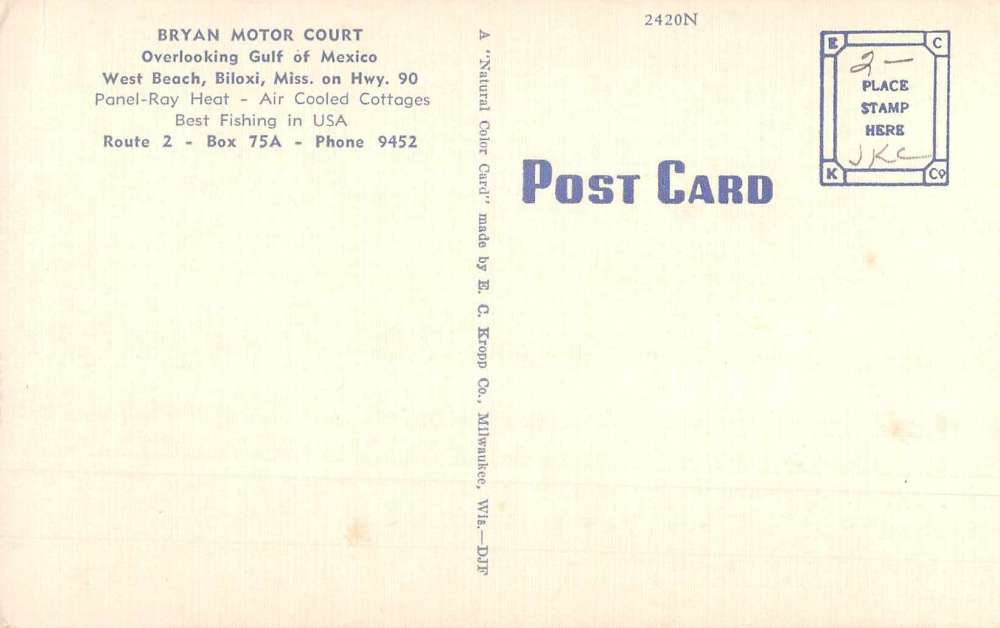 BRYAN MOTOR COURT
Overlooking Gulf of Mexico
West Beach, Biloxi, Miss. on Hwy. 90
Panel-Ray Heat - Air Cooled Cottages
Best Fishing in USA
Route 2 - Box 75A - Phone 9452
A "Natural Color Card" made by E. C. Kropp Co., Milwaukee, Wis.—DJF
2420N
POST CARD
E C
2 —
PLACE
STAMP
HERE
JKC
K Co